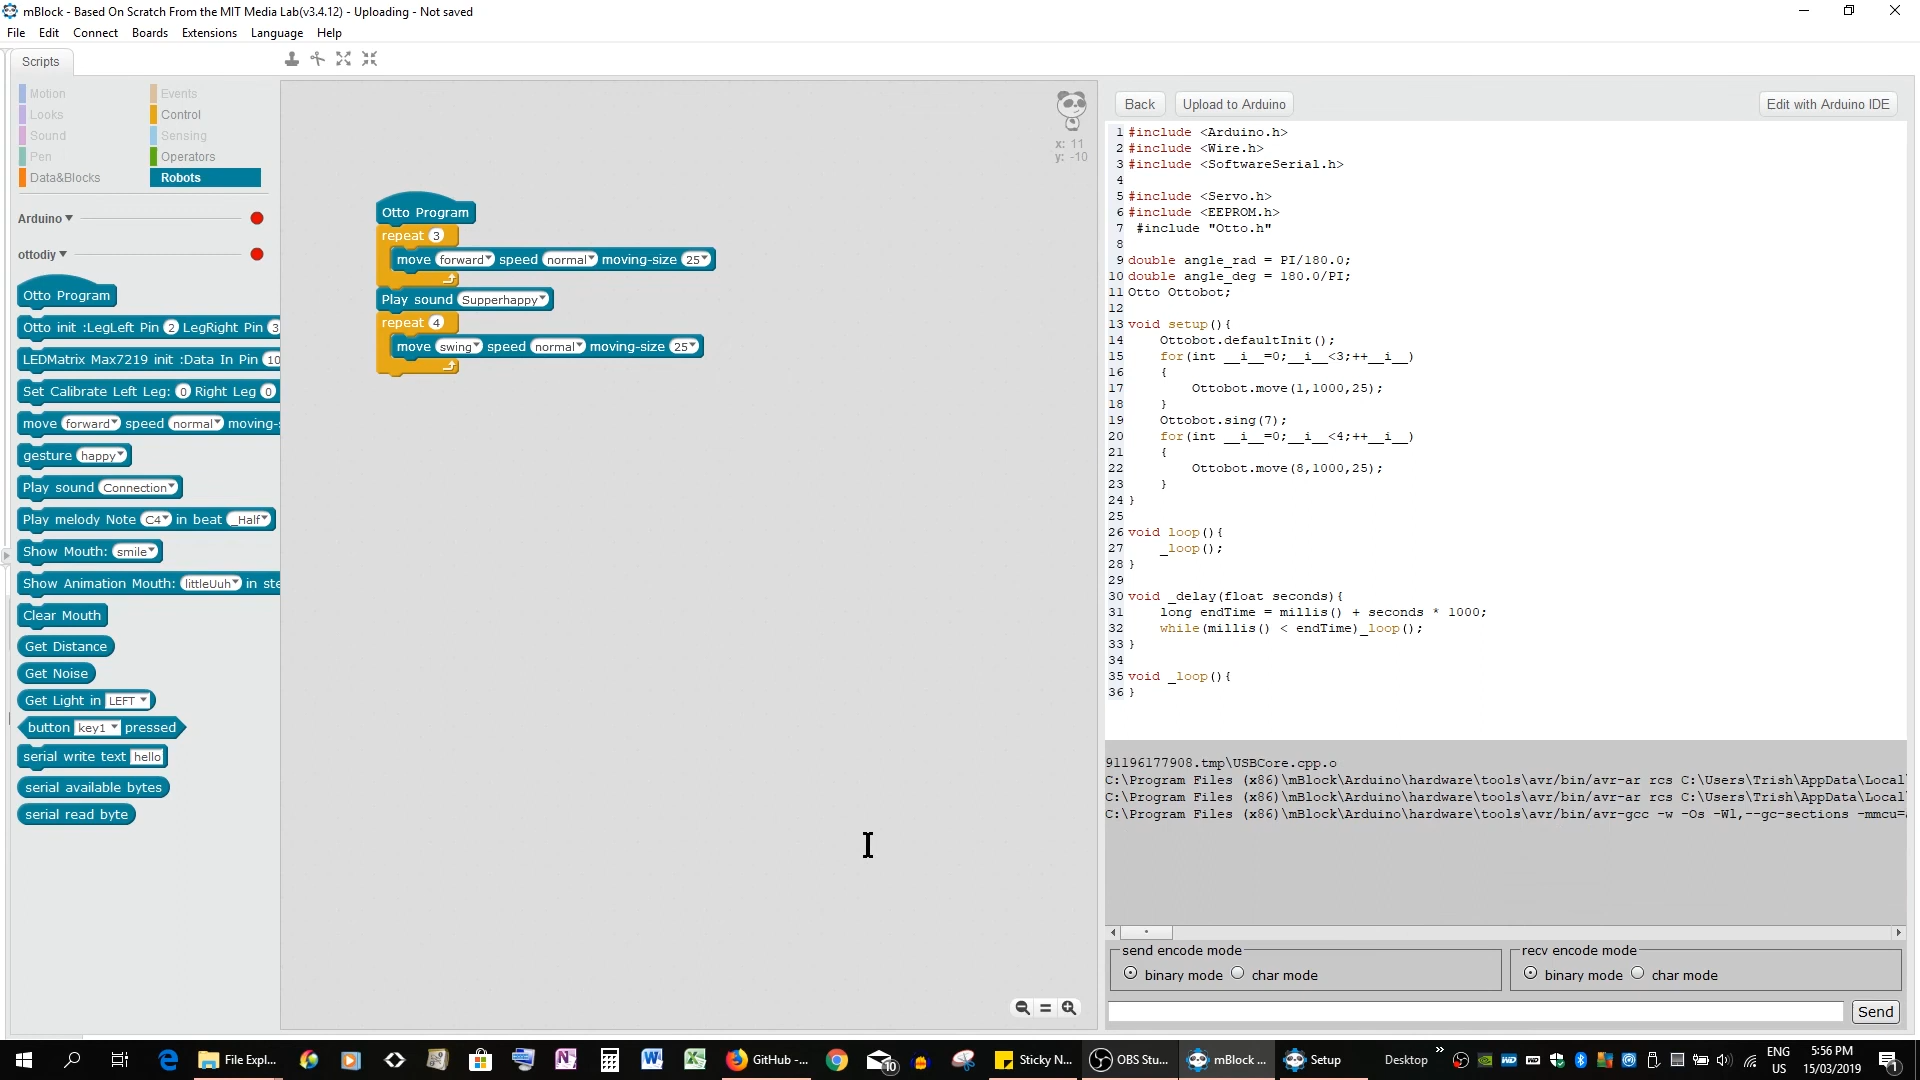 mBlock - Based On Scratch From the MIT Media Lab(v3.4.12) - Uploading - Not saved
File Edit Connect Boards Extensions Language Help
Scripts
Motion Events
Looks Control
Sound Sensing
Pen Operators
Data&Blocks Robots
Arduino
ottodiy
Otto Program
Otto init :LegLeft Pin 2 LegRight Pin 3
LEDMatrix Max7219 init :Data In Pin 10
Set Calibrate Left Leg: 0 Right Leg 0
move forward speed normal moving-s
gesture happy
Play sound Connection
Play melody Note C4 in beat _Half
Show Mouth: smile
Show Animation Mouth: littleUuh in ste
Clear Mouth
Get Distance
Get Noise
Get Light in LEFT
button key1 pressed
serial write text hello
serial available bytes
serial read byte
x: 11
y: -10
Otto Program
repeat 3
move forward speed normal moving-size 25
Play sound Supperhappy
repeat 4
move swing speed normal moving-size 25
Back Upload to Arduino Edit with Arduino IDE
1 #include <Arduino.h>
2 #include <Wire.h>
3 #include <SoftwareSerial.h>
4
5 #include <Servo.h>
6 #include <EEPROM.h>
7 #include "Otto.h"
8
9 double angle_rad = PI/180.0;
10 double angle_deg = 180.0/PI;
11 Otto Ottobot;
12
13 void setup(){
14 Ottobot.defaultInit();
15 for(int __i__=0;__i__<3;++__i__)
16 {
17 Ottobot.move(1,1000,25);
18 }
19 Ottobot.sing(7);
20 for(int __i__=0;__i__<4;++__i__)
21 {
22 Ottobot.move(8,1000,25);
23 }
24 }
25
26 void loop(){
27 _loop();
28 }
29
30 void _delay(float seconds){
31 long endTime = millis() + seconds * 1000;
32 while(millis() < endTime)_loop();
33 }
34
35 void _loop(){
36 }
91196177908.tmp\USBCore.cpp.o
C:\Program Files (x86)\mBlock\Arduino\hardware\tools\avr/bin/avr-ar rcs C:\Users\Trish\AppData\Local
C:\Program Files (x86)\mBlock\Arduino\hardware\tools\avr/bin/avr-ar rcs C:\Users\Trish\AppData\Local
C:\Program Files (x86)\mBlock\Arduino\hardware\tools\avr/bin/avr-gcc -w -Os -Wl,--gc-sections -mmcu=
send encode mode recv encode mode
binary mode char mode binary mode char mode
Send
File Expl... GitHub -... 10 Sticky N... OBS Stu... mBlock ... Setup Desktop ENG US 5:56 PM 15/03/2019 1